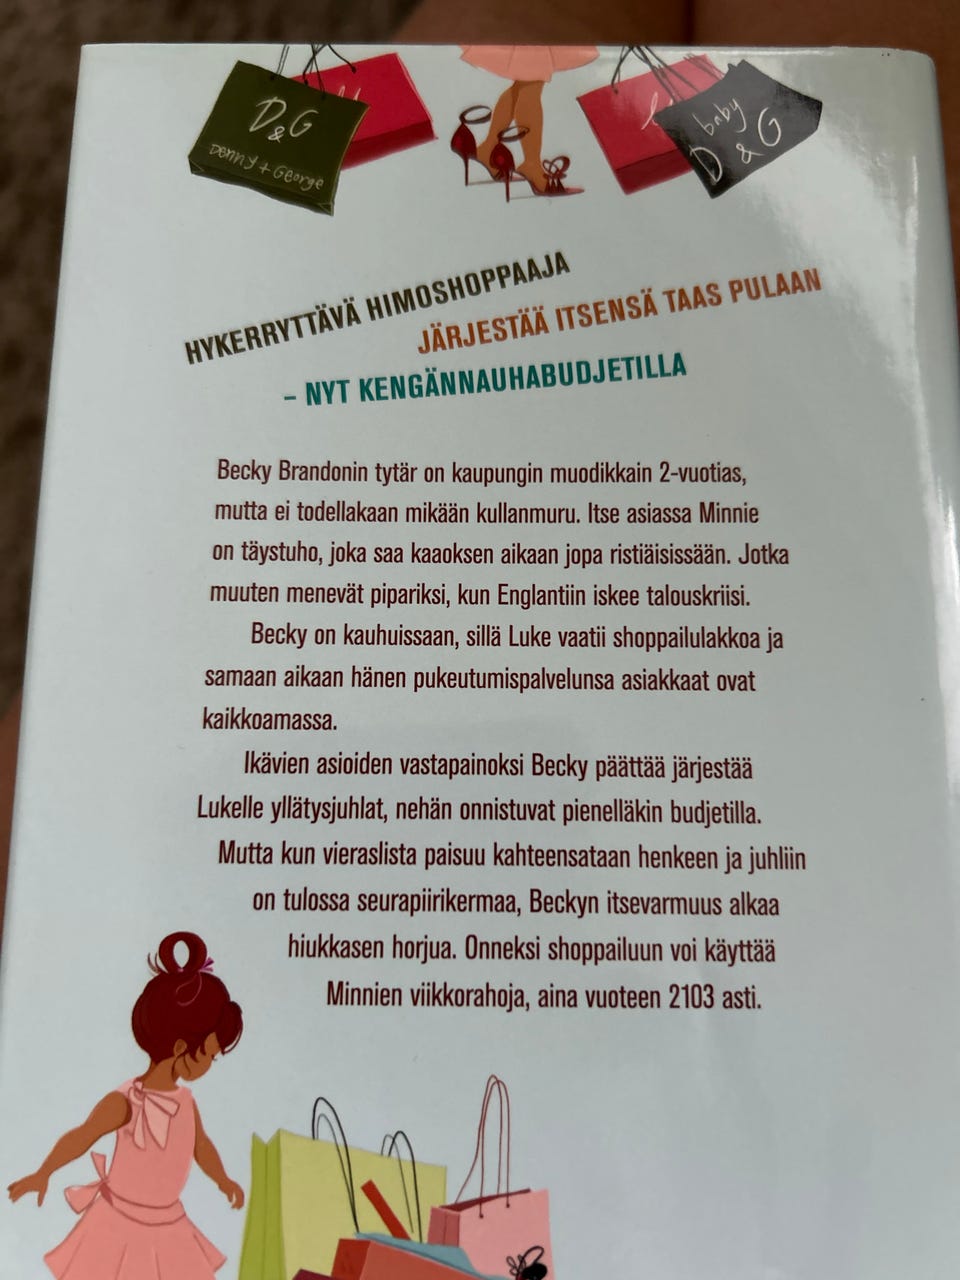 D
&
G
Denny + George
baby
D & G
HYKERRYTTÄVÄ HIMOSHOPPAAJA
JÄRJESTÄÄ ITSENSÄ TAAS PULAAN
– NYT KENGÄNNAUHABUDJETILLA
Becky Brandonin tytär on kaupungin muodikkain 2-vuotias,
mutta ei todellakaan mikään kullanmuru. Itse asiassa Minnie
on täystuho, joka saa kaaoksen aikaan jopa ristiäisissään. Jotka
muuten menevät pipariksi, kun Englantiin iskee talouskriisi.
Becky on kauhuissaan, sillä Luke vaatii shoppailulakkoa ja
samaan aikaan hänen pukeutumispalvelunsa asiakkaat ovat
kaikkoamassa.
Ikävien asioiden vastapainoksi Becky päättää järjestää
Lukelle yllätysjuhlat, nehän onnistuvat pienelläkin budjetilla.
Mutta kun vieraslista paisuu kahteensataan henkeen ja juhliin
on tulossa seurapiirikermaa, Beckyn itsevarmuus alkaa
hiukkasen horjua. Onneksi shoppailuun voi käyttää
Minnien viikkorahoja, aina vuoteen 2103 asti.